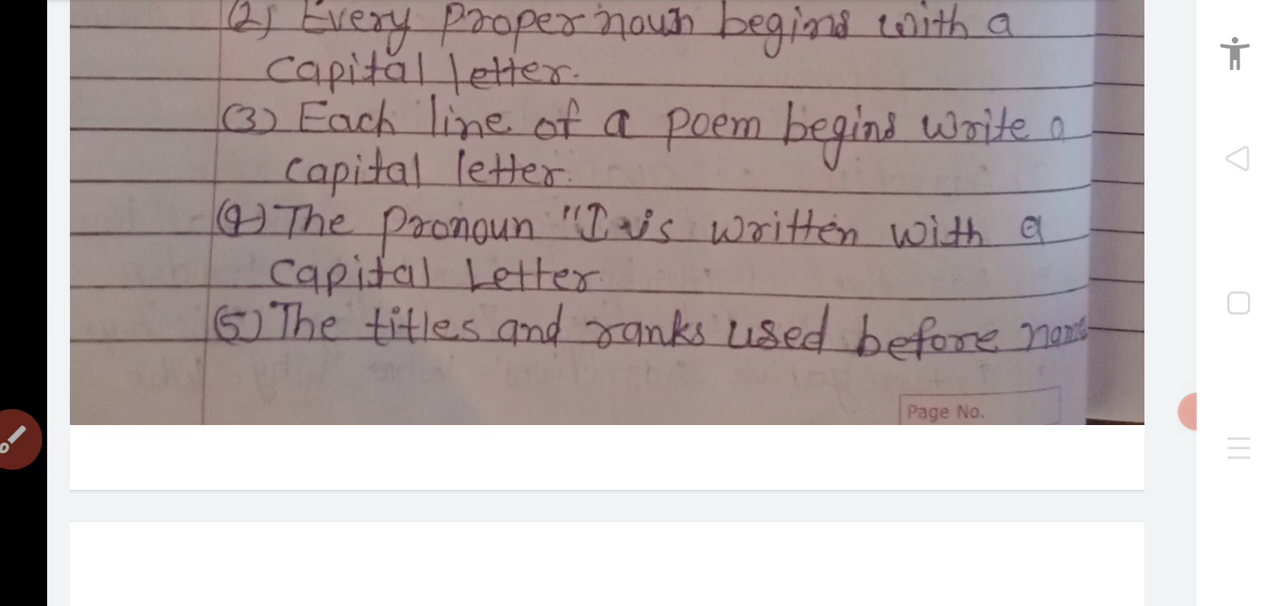 (2) Every proper noun begins with a
capital letter.
(3) Each line of a poem begins write a
capital letter.
(4) The pronoun "I" is written with a
capital Letter
(5) The titles and ranks used before name
Page No.